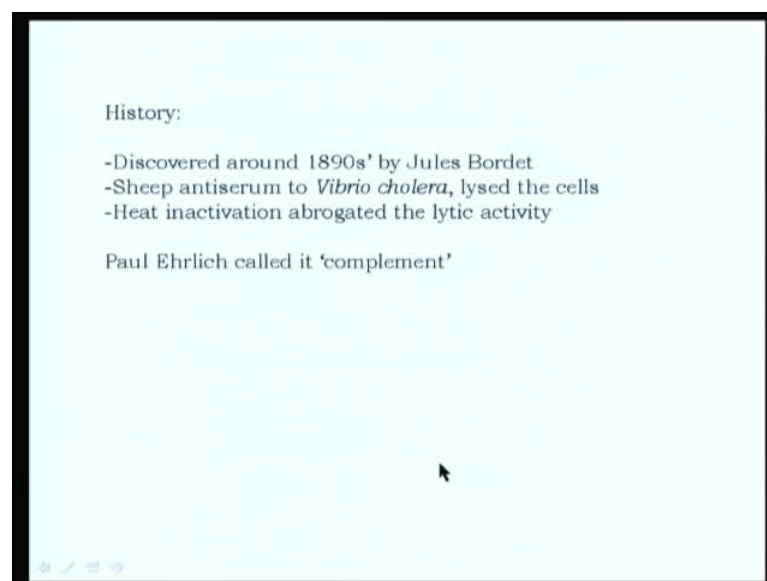 History:
-Discovered around 1890s’ by Jules Bordet
-Sheep antiserum to Vibrio cholera, lysed the cells
-Heat inactivation abrogated the lytic activity
Paul Ehrlich called it ‘complement’